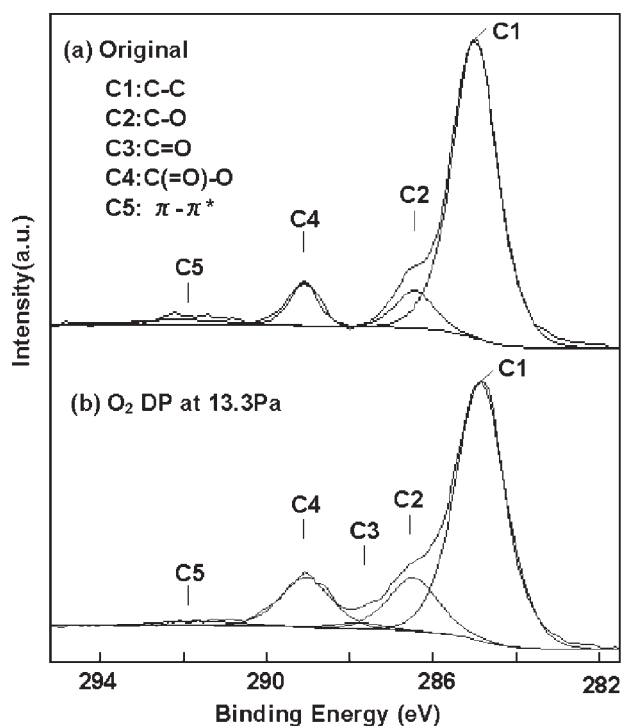 (a) Original
C1
C1:C-C
C2:C-O
C3:C=O
C4:C(=O)-O
C5: π-π*
C2
C4
C5
(b) O₂ DP at 13.3Pa
C1
C4
C3
C2
C5
Intensity(a.u.)
294
290
286
282
Binding Energy (eV)